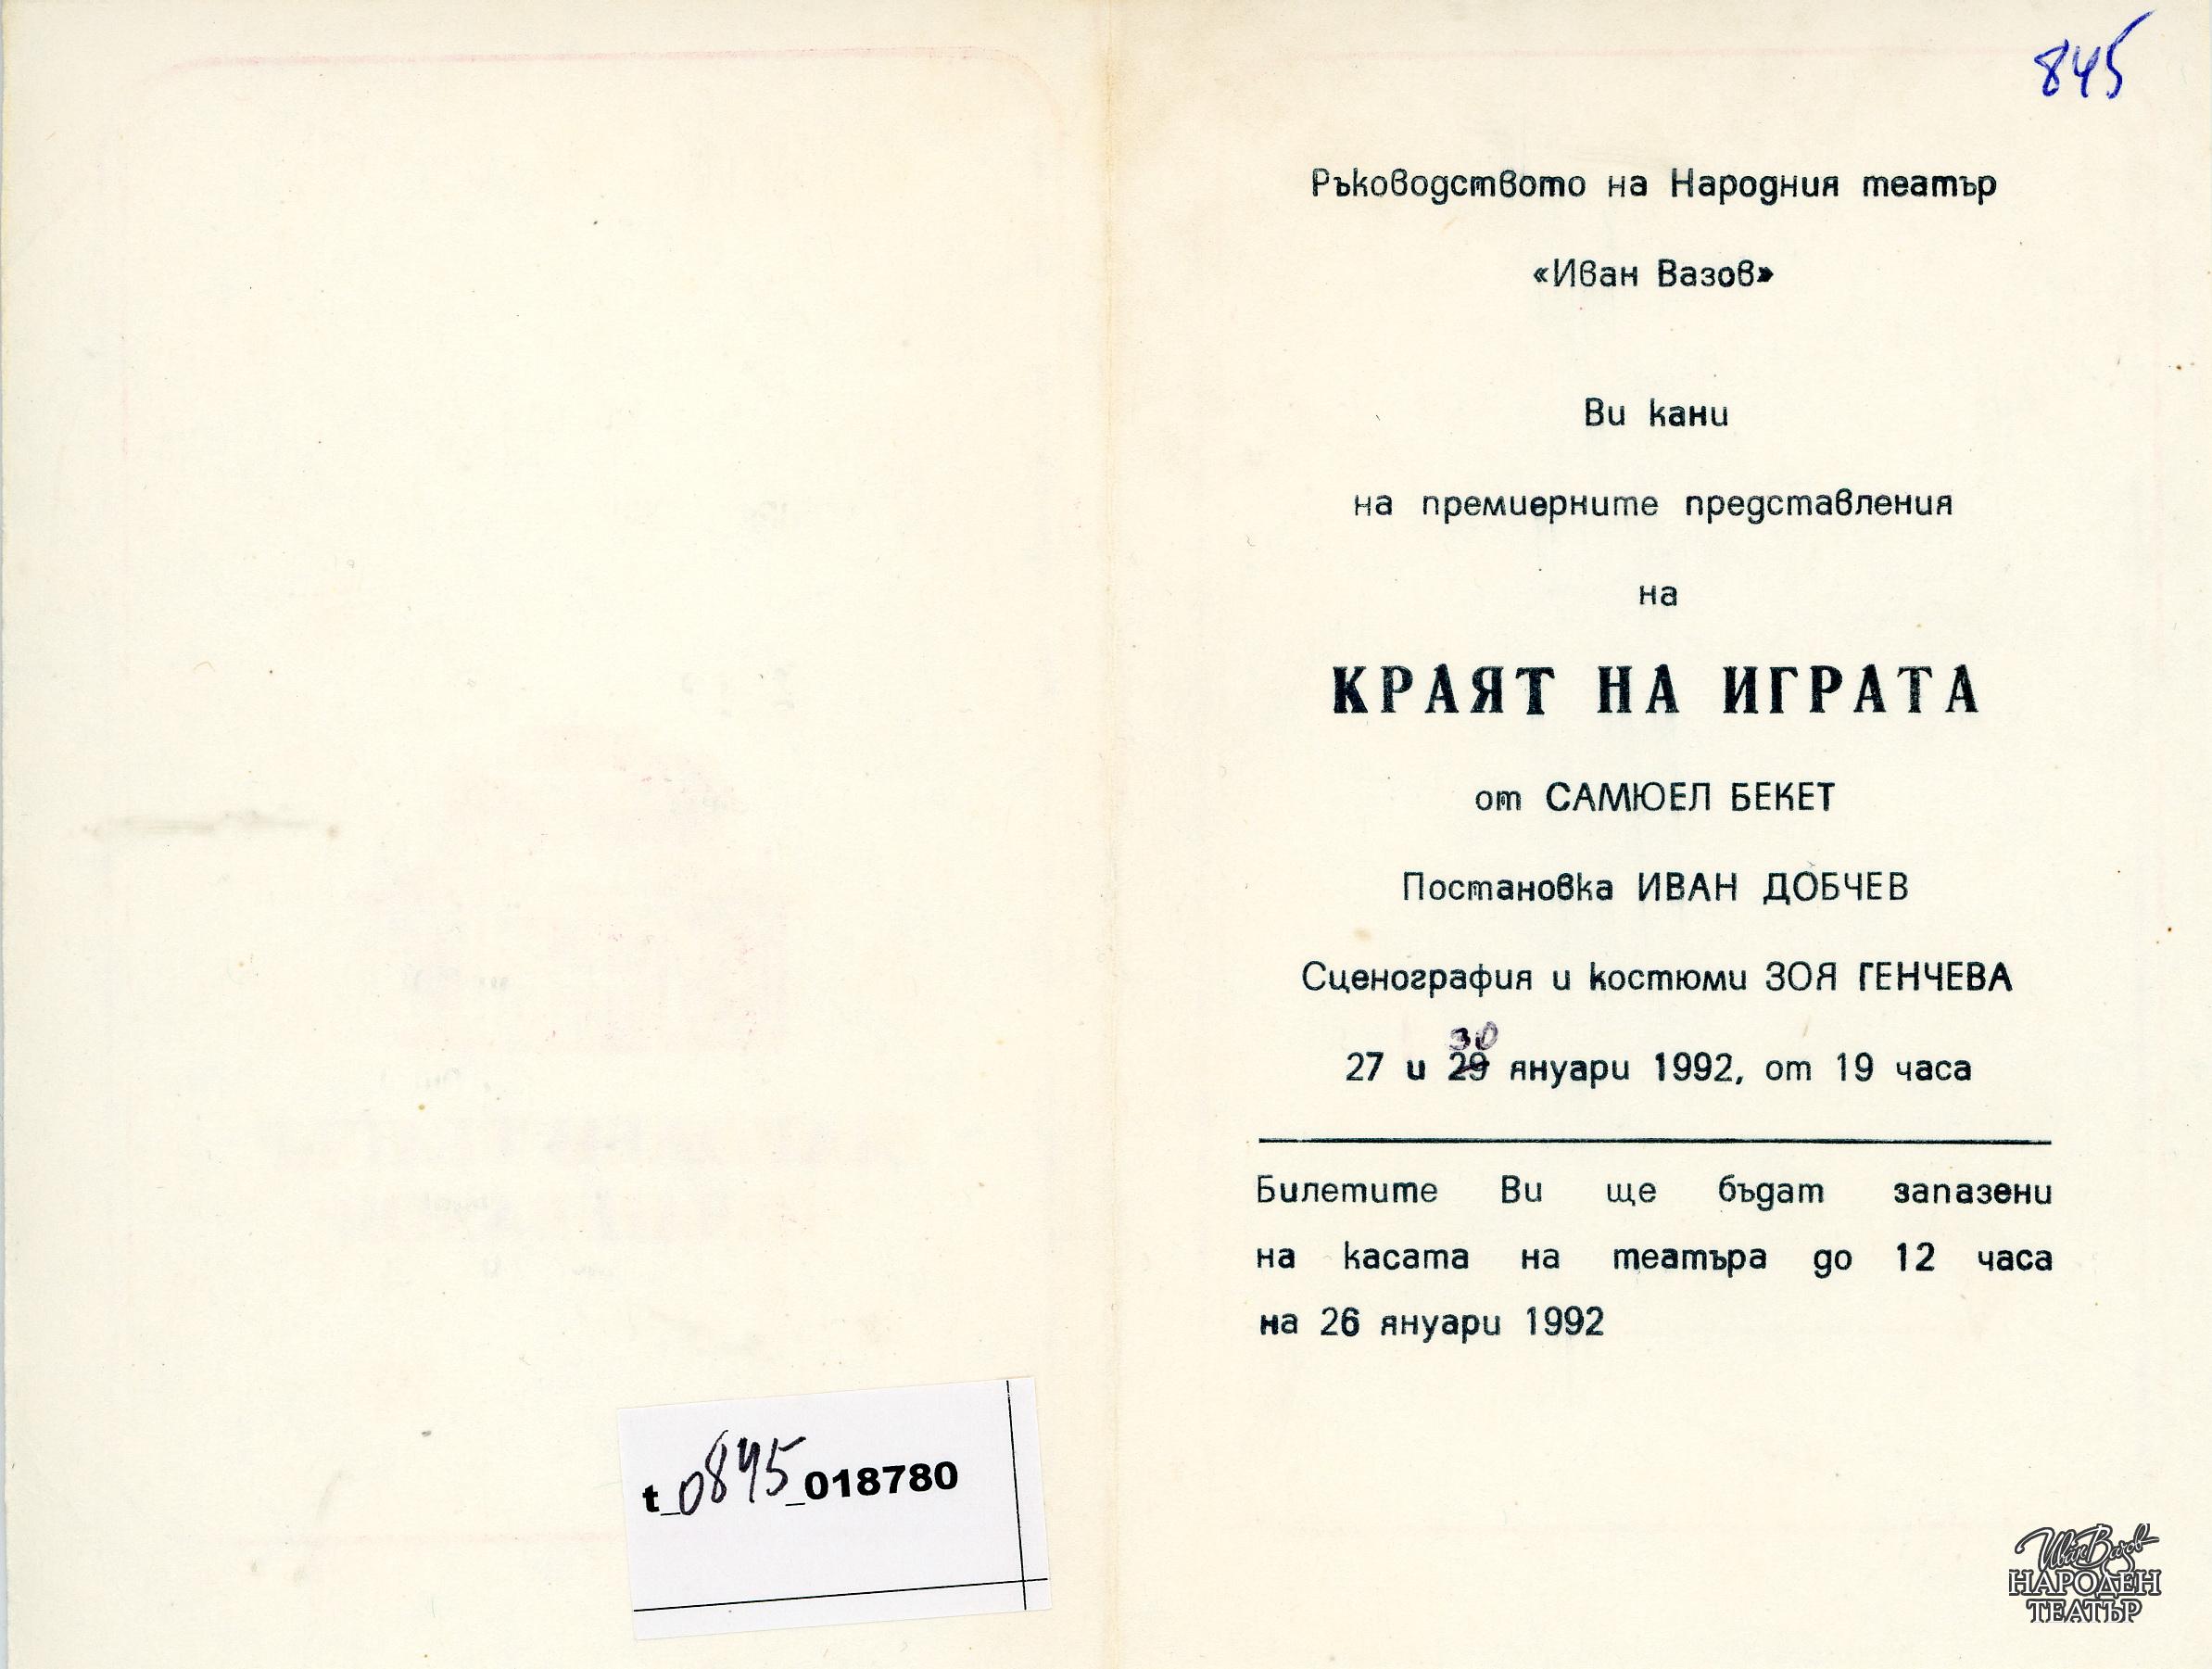 845
Ръководството на Народния театър
«Иван Вазов»
Ви кани
на премиерните представления
на
КРАЯТ НА ИГРАТА
от САМЮЕЛ БЕКЕТ
Постановка ИВАН ДОБЧЕВ
Сценография и костюми ЗОЯ ГЕНЧЕВА
30
27 и 29 януари 1992, от 19 часа
Билетите Ви ще бъдат запазени
на касата на театъра до 12 часа
на 26 януари 1992
t_0845_018780
Иван Вазов
НАРОДЕН
ТЕАТЪР